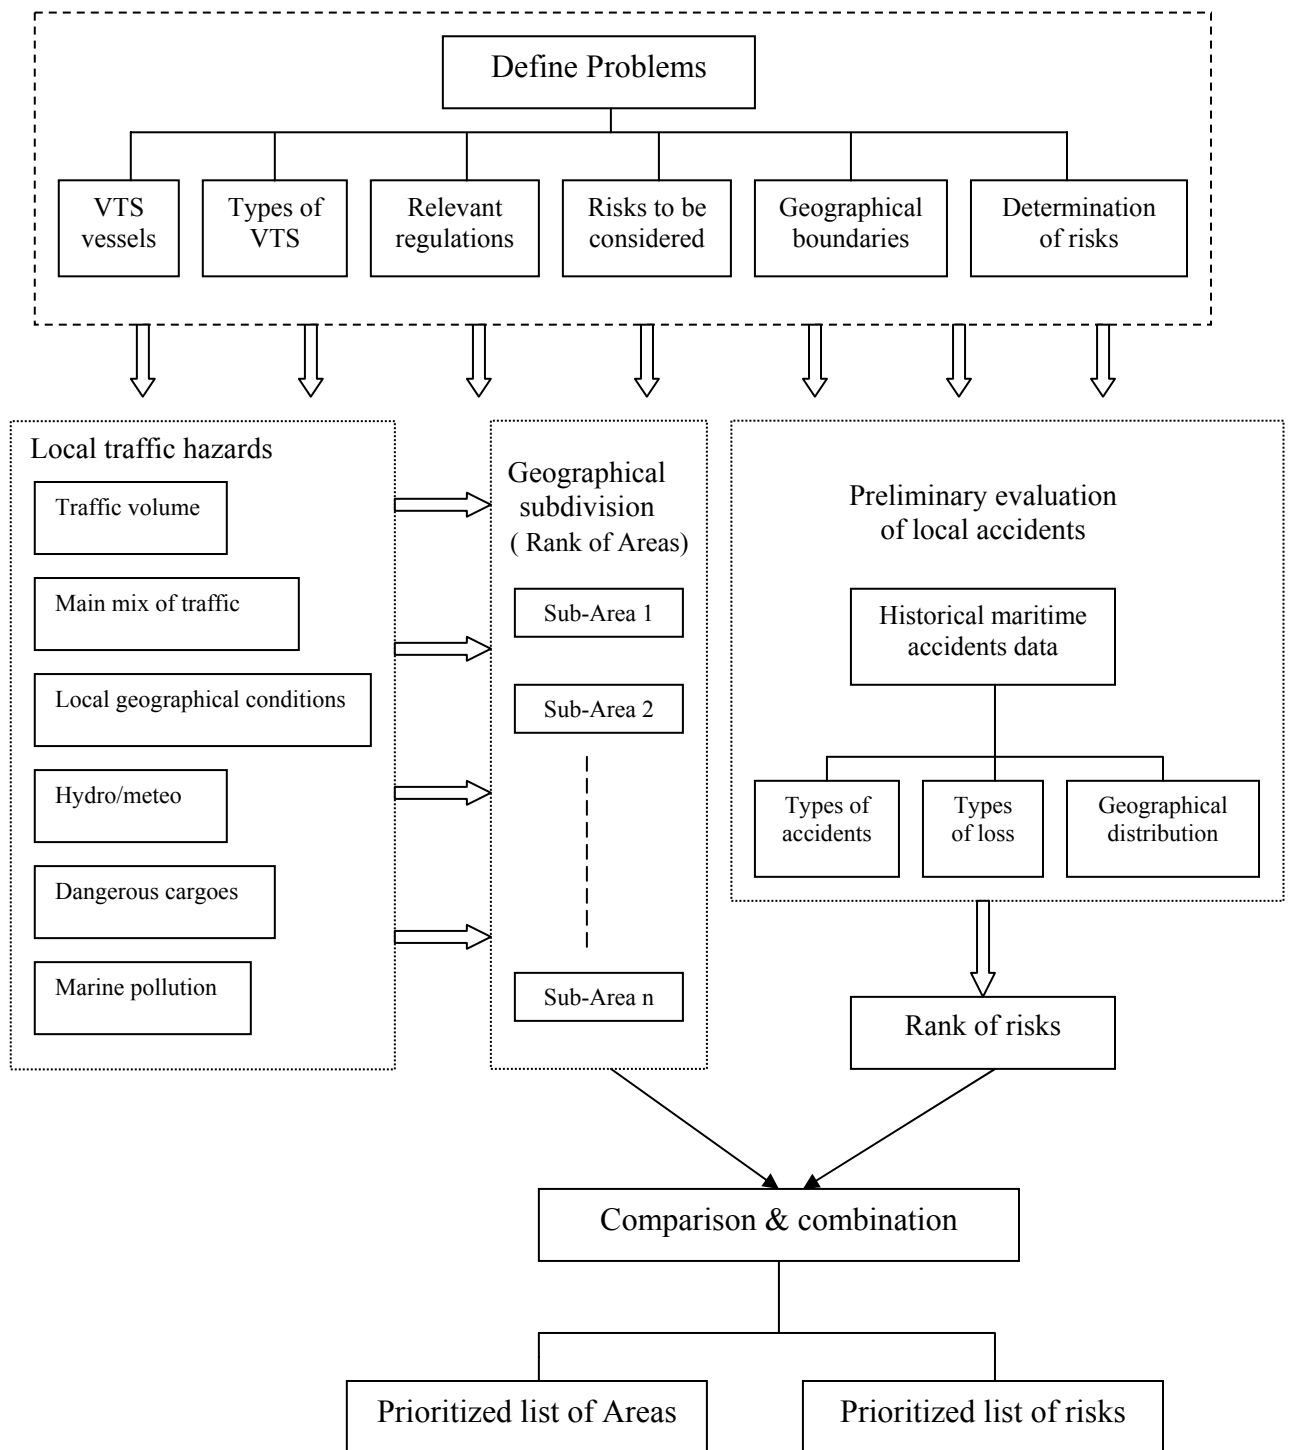 Define Problems
VTS
vessels
Types of
VTS
Relevant
regulations
Risks to be
considered
Geographical
boundaries
Determination
of risks
Local traffic hazards
Traffic volume
Main mix of traffic
Local geographical conditions
Hydro/meteo
Dangerous cargoes
Marine pollution
Geographical
subdivision
( Rank of Areas)
Sub-Area 1
Sub-Area 2
Sub-Area n
Preliminary evaluation
of local accidents
Historical maritime
accidents data
Types of
accidents
Types
of loss
Geographical
distribution
Rank of risks
Comparison & combination
Prioritized list of Areas
Prioritized list of risks